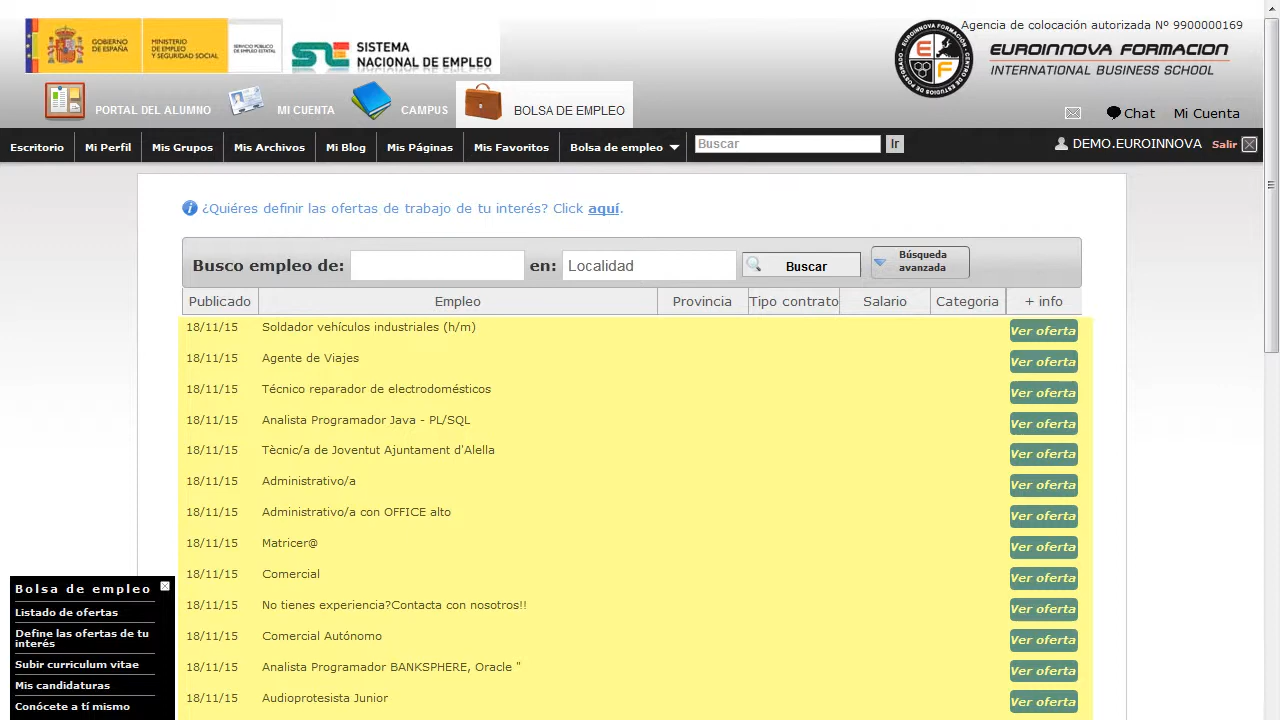 GOBIERNO DE ESPAÑA
MINISTERIO DE EMPLEO Y SEGURIDAD SOCIAL
SERVICIO PÚBLICO DE EMPLEO ESTATAL
SISTEMA NACIONAL DE EMPLEO
Agencia de colocación autorizada Nº 9900000169
EUROINNOVA FORMACION
INTERNATIONAL BUSINESS SCHOOL
PORTAL DEL ALUMNO
MI CUENTA
CAMPUS
BOLSA DE EMPLEO
Chat
Mi Cuenta
Escritorio
Mi Perfil
Mis Grupos
Mis Archivos
Mi Blog
Mis Páginas
Mis Favoritos
Bolsa de empleo
Buscar
Ir
DEMO.EUROINNOVA
Salir
¿Quiéres definir las ofertas de trabajo de tu interés? Click aquí.
Busco empleo de:
en:
Localidad
Buscar
Búsqueda avanzada
Publicado Empleo Provincia Tipo contrato Salario Categoria + info
18/11/15 Soldador vehículos industriales (h/m) Ver oferta
18/11/15 Agente de Viajes Ver oferta
18/11/15 Técnico reparador de electrodomésticos Ver oferta
18/11/15 Analista Programador Java - PL/SQL Ver oferta
18/11/15 Tècnic/a de Joventut Ajuntament d'Alella Ver oferta
18/11/15 Administrativo/a Ver oferta
18/11/15 Administrativo/a con OFFICE alto Ver oferta
18/11/15 Matricer@ Ver oferta
18/11/15 Comercial Ver oferta
18/11/15 No tienes experiencia?Contacta con nosotros!! Ver oferta
18/11/15 Comercial Autónomo Ver oferta
18/11/15 Analista Programador BANKSPHERE, Oracle " Ver oferta
18/11/15 Audioprotesista Junior Ver oferta
Bolsa de empleo
Listado de ofertas
Define las ofertas de tu
interés
Subir curriculum vitae
Mis candidaturas
Conócete a tí mismo